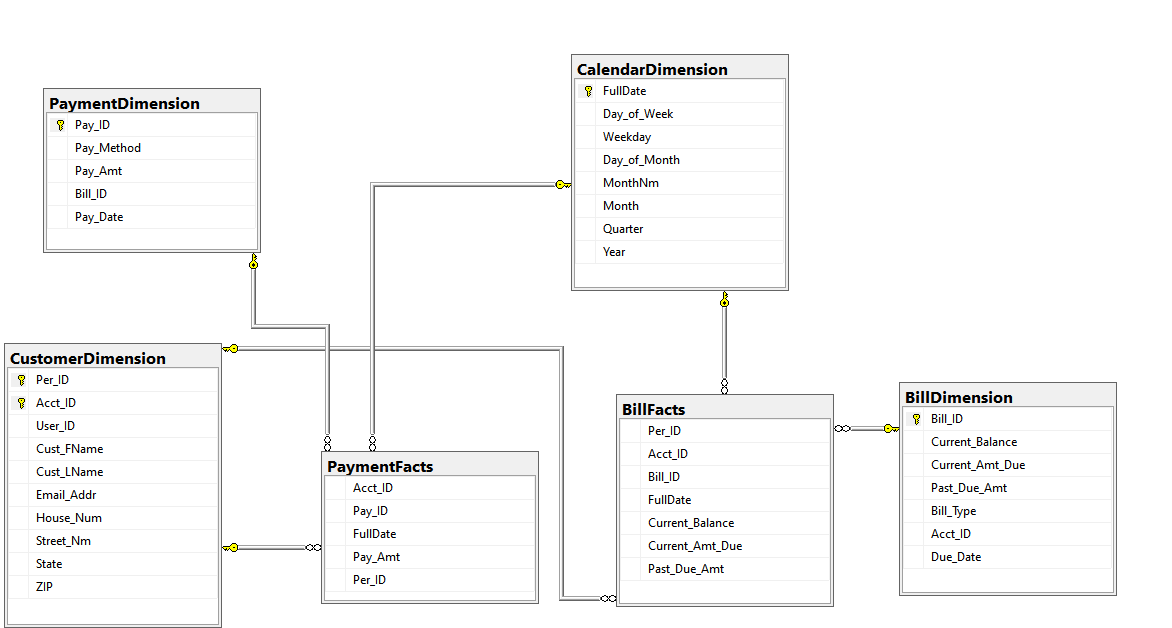 PaymentDimension
Pay_ID
Pay_Method
Pay_Amt
Bill_ID
Pay_Date
CalendarDimension
FullDate
Day_of_Week
Weekday
Day_of_Month
MonthNm
Month
Quarter
Year
CustomerDimension
Per_ID
Acct_ID
User_ID
Cust_FName
Cust_LName
Email_Addr
House_Num
Street_Nm
State
ZIP
PaymentFacts
Acct_ID
Pay_ID
FullDate
Pay_Amt
Per_ID
BillFacts
Per_ID
Acct_ID
Bill_ID
FullDate
Current_Balance
Current_Amt_Due
Past_Due_Amt
BillDimension
Bill_ID
Current_Balance
Current_Amt_Due
Past_Due_Amt
Bill_Type
Acct_ID
Due_Date